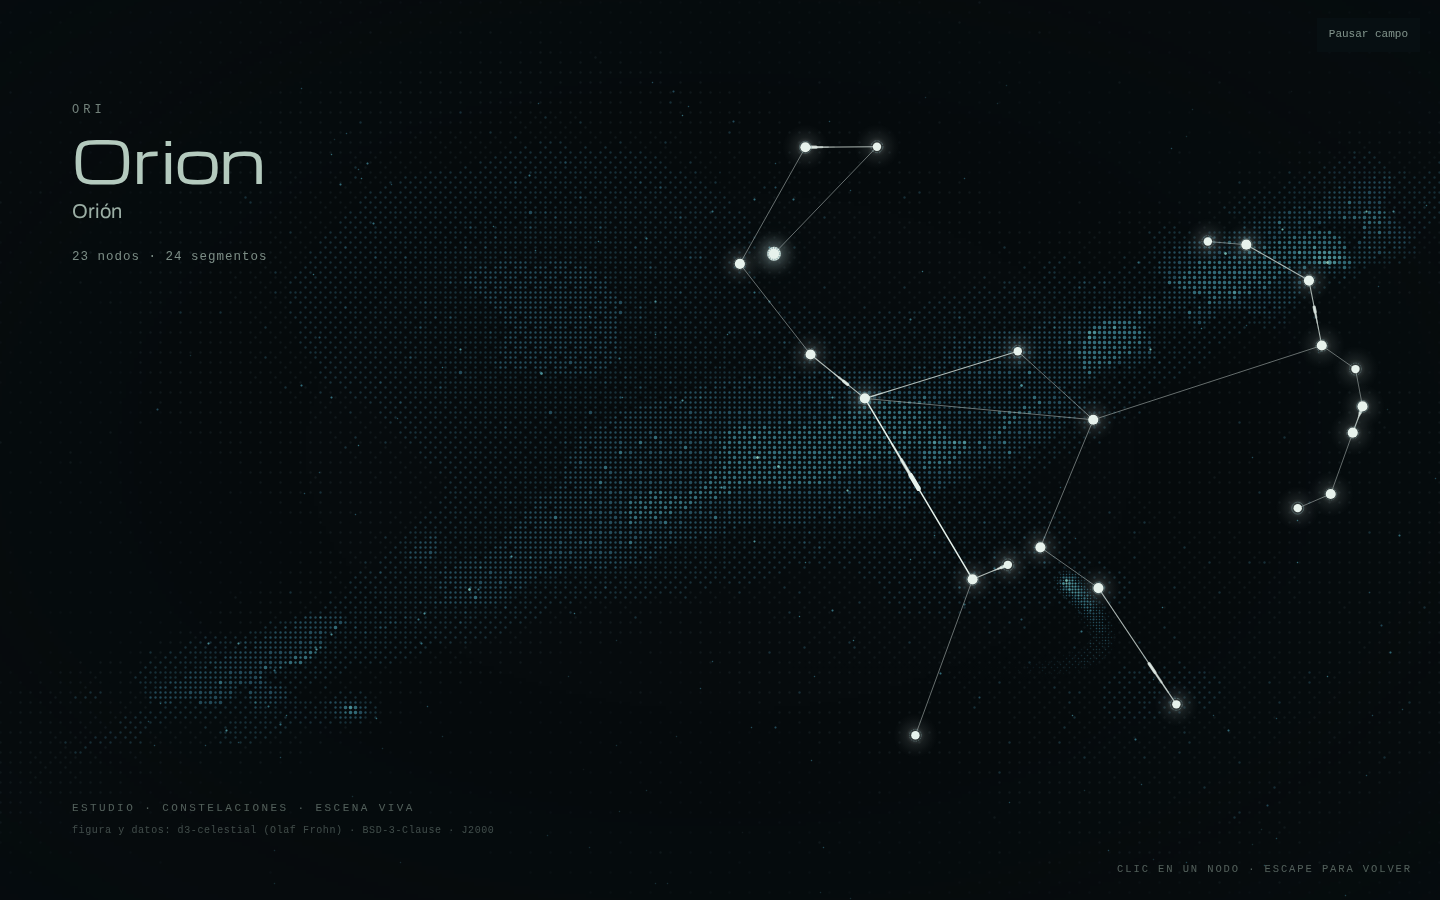 Pausar campo
ORI
Orion
Orión
23 nodos · 24 segmentos
ESTUDIO · CONSTELACIONES · ESCENA VIVA
figura y datos: d3-celestial (Olaf Frohn) · BSD-3-Clause · J2000
CLIC EN UN NODO · ESCAPE PARA VOLVER